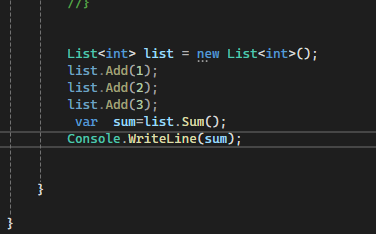 //}
List<int> list = new List<int>();
list.Add(1);
list.Add(2);
list.Add(3);
var  sum=list.Sum();
Console.WriteLine(sum);
}
}